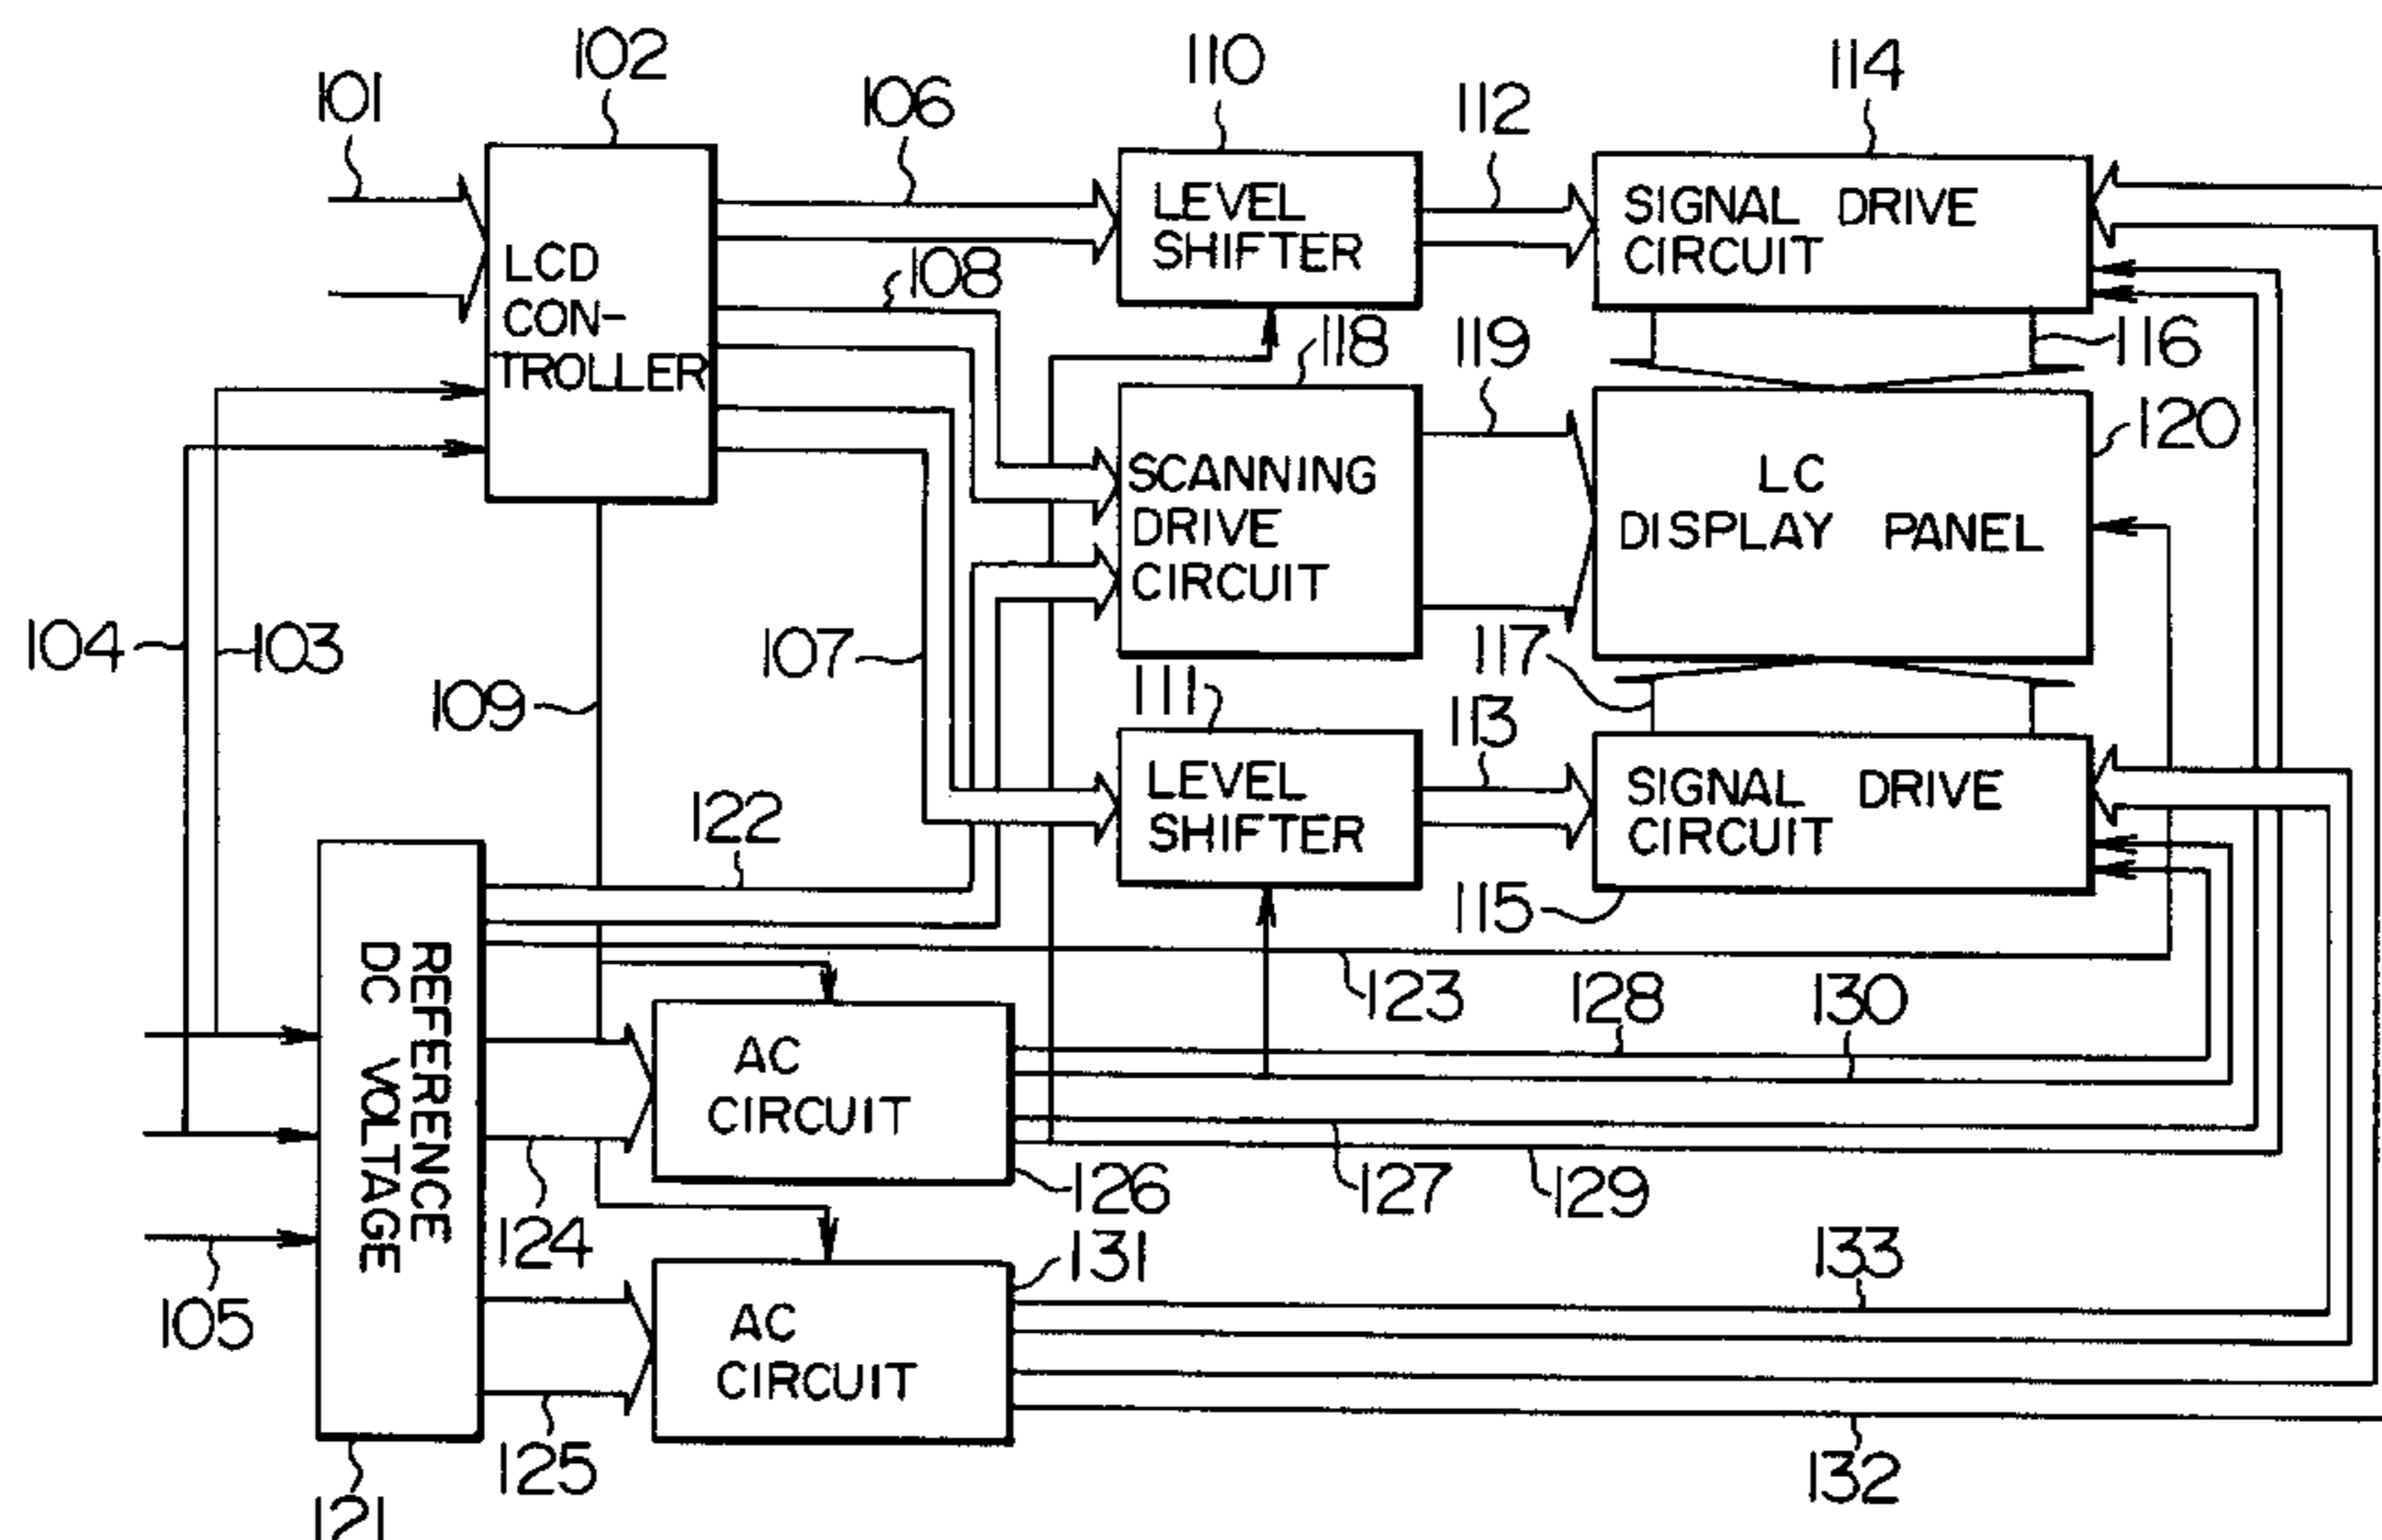 102
110
114
101
106
112
LEVEL
SHIFTER
SIGNAL DRIVE
CIRCUIT
LCD
CON-
TROLLER
108
118
119
116
120
SCANNING
DRIVE
CIRCUIT
LC
DISPLAY PANEL
104
103
107
117
109
111
113
LEVEL
SHIFTER
SIGNAL DRIVE
CIRCUIT
122
115
REFERENCE
DC VOLTAGE
123
128
130
AC
CIRCUIT
126
127
129
124
131
133
105
AC
CIRCUIT
125
132
121